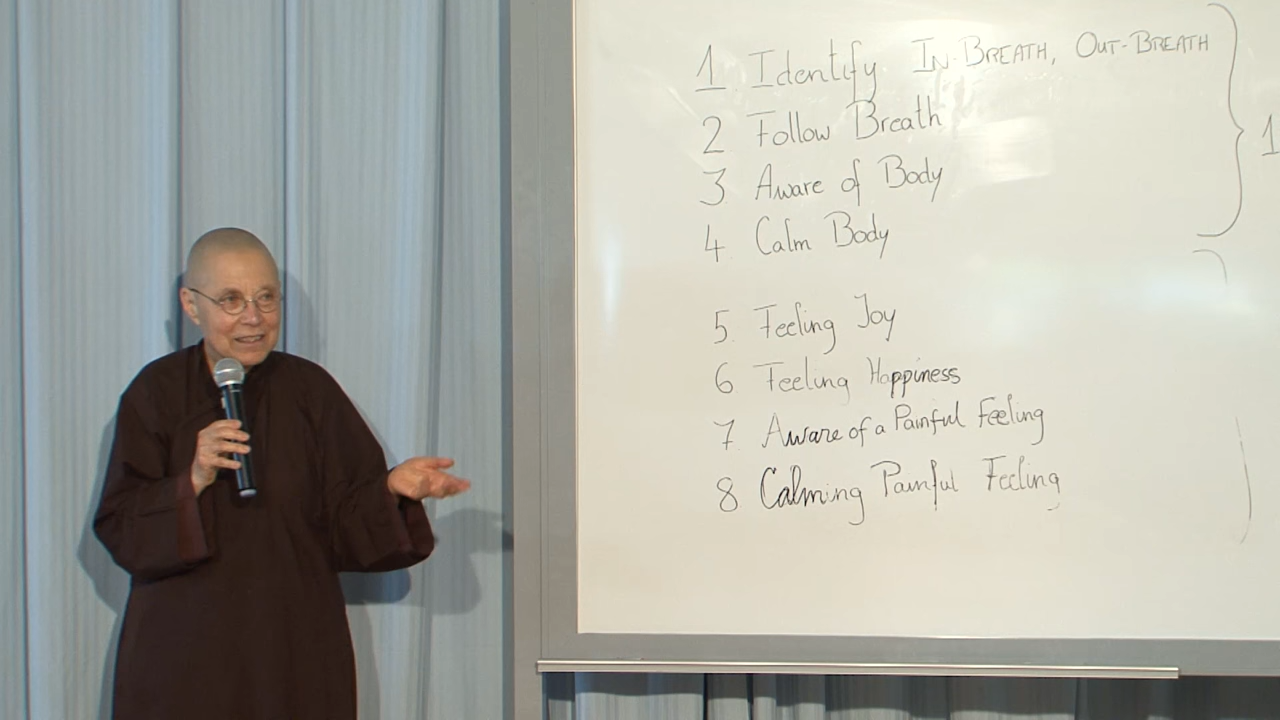 1 Identify IN-BREATH, OUT-BREATH
2 Follow Breath
3 Aware of Body
4 Calm Body
1
5 Feeling Joy
6 Feeling Happiness
7 Aware of a Painful Feeling
8 Calming Painful Feeling